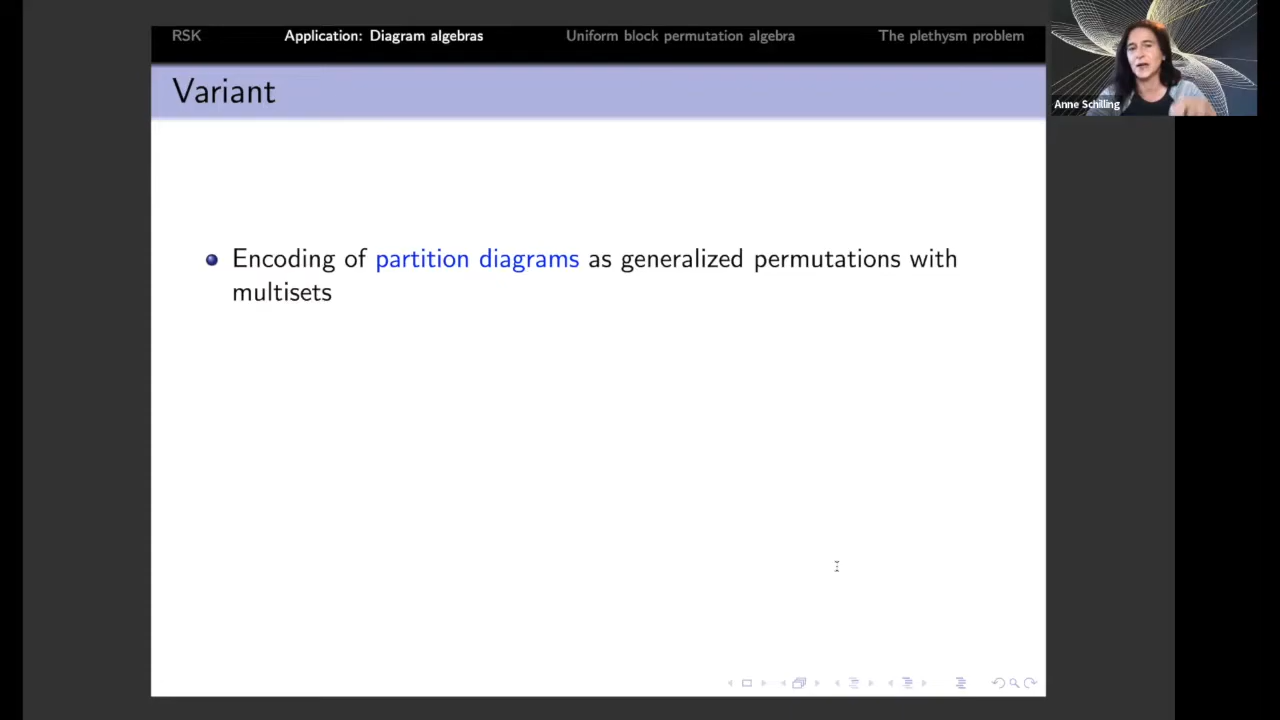 RSK Application: Diagram algebras Uniform block permutation algebra The plethysm problem
Variant
Anne Schilling
Encoding of partition diagrams as generalized permutations with
multisets